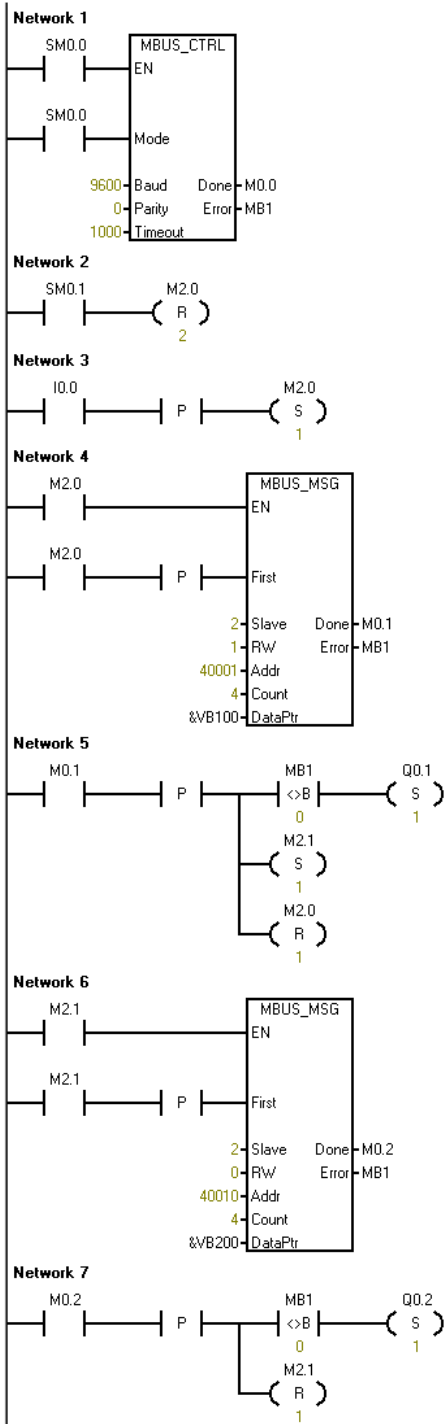 Network 1
SM0.0 MBUS_CTRL
EN
SM0.0
Mode
9600 Baud Done M0.0
0 Parity Error MB1
1000 Timeout
Network 2
SM0.1 M2.0
R
2
Network 3
I0.0 M2.0
P S
1
Network 4
M2.0 MBUS_MSG
EN
M2.0
P First
2 Slave Done M0.1
1 RW Error MB1
40001 Addr
4 Count
&VB100 DataPtr
Network 5
M0.1 MB1 Q0.1
P <>B S
0 1
M2.1
S
1
M2.0
R
1
Network 6
M2.1 MBUS_MSG
EN
M2.1
P First
2 Slave Done M0.2
0 RW Error MB1
40010 Addr
4 Count
&VB200 DataPtr
Network 7
M0.2 MB1 Q0.2
P <>B S
0 1
M2.1
R
1